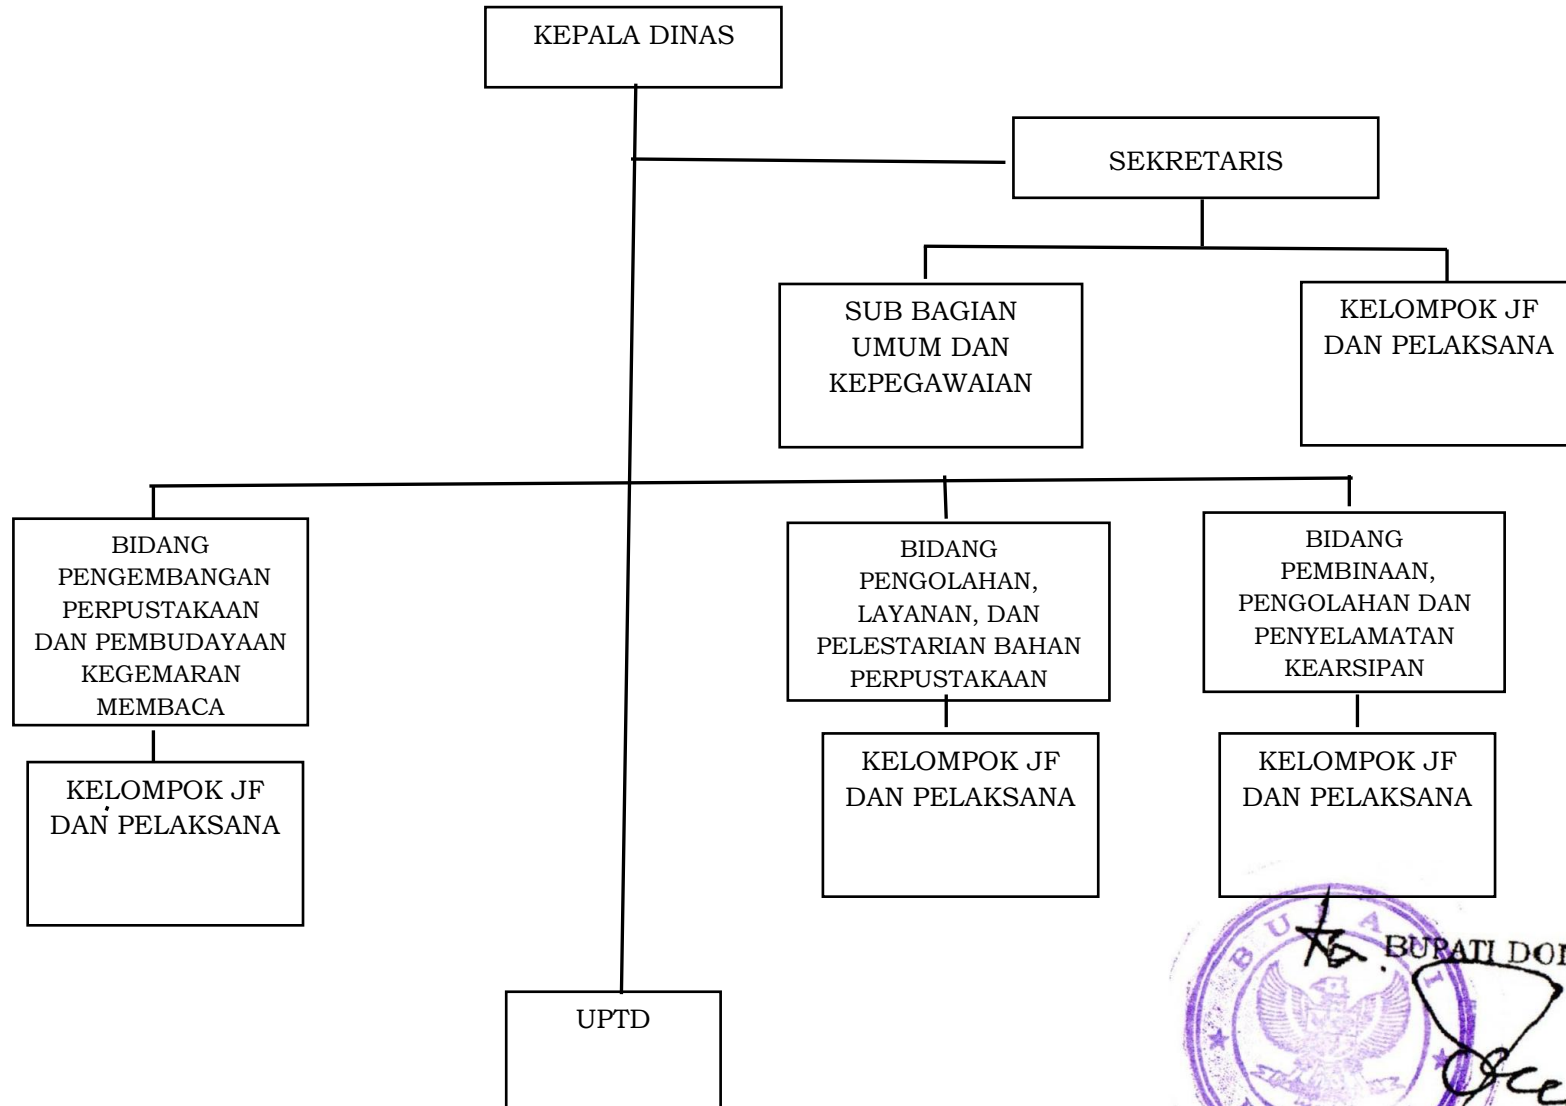 KEPALA DINAS
SEKRETARIS
SUB BAGIAN
UMUM DAN
KEPEGAWAIAN
KELOMPOK JF
DAN PELAKSANA
BIDANG
PENGEMBANGAN
PERPUSTAKAAN
DAN PEMBUDAYAAN
KEGEMARAN
MEMBACA
BIDANG
PENGOLAHAN,
LAYANAN, DAN
PELESTARIAN BAHAN
PERPUSTAKAAN
BIDANG
PEMBINAAN,
PENGOLAHAN DAN
PENYELAMATAN
KEARSIPAN
KELOMPOK JF
DAN PELAKSANA
KELOMPOK JF
DAN PELAKSANA
KELOMPOK JF
DAN PELAKSANA
UPTD
BUPATI
BUPATI